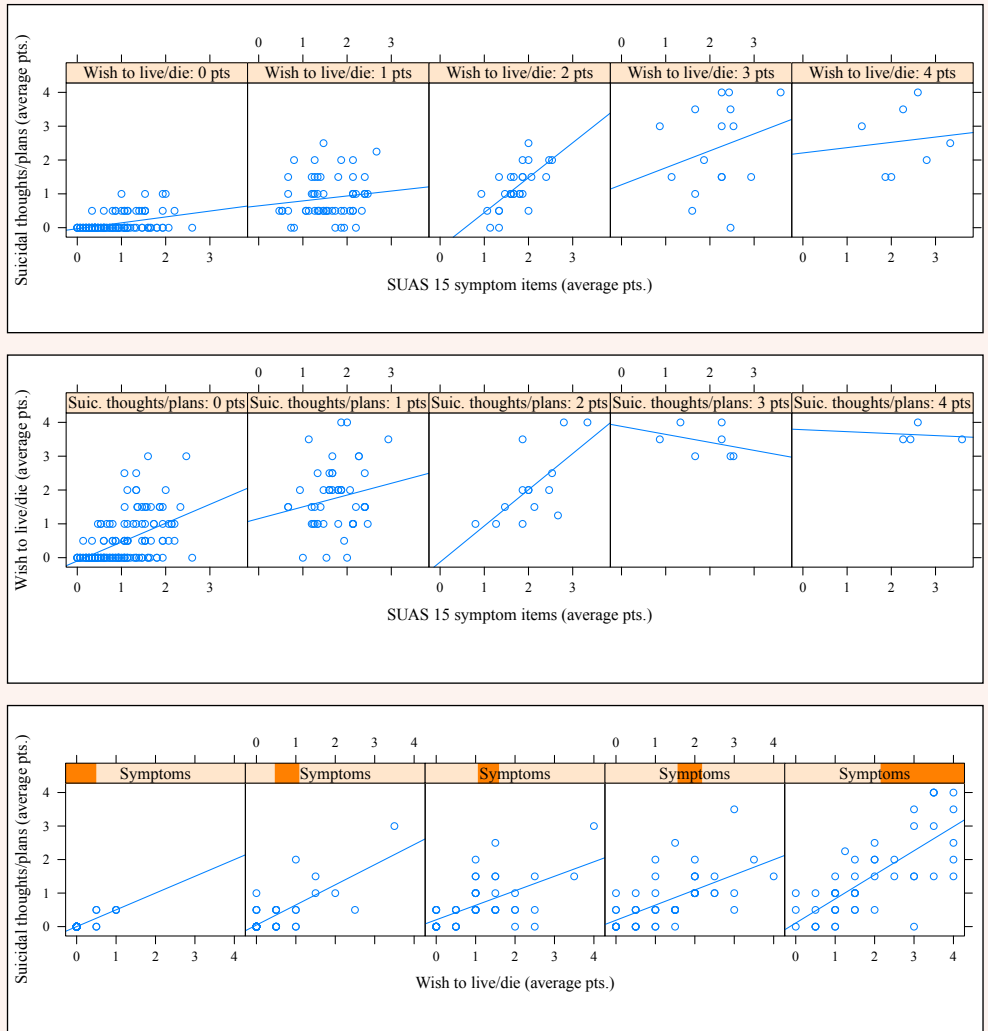 0 1 2 3 0 1 2 3
Wish to live/die: 0 pts Wish to live/die: 1 pts Wish to live/die: 2 pts Wish to live/die: 3 pts Wish to live/die: 4 pts
Suicidal thoughts/plans (average pts.)
4
3
2
1
0
0 1 2 3 0 1 2 3 0 1 2 3
SUAS 15 symptom items (average pts.)
0 1 2 3 0 1 2 3
Suic. thoughts/plans: 0 pts Suic. thoughts/plans: 1 pts Suic. thoughts/plans: 2 pts Suic. thoughts/plans: 3 pts Suic. thoughts/plans: 4 pts
Wish to live/die (average pts.)
4
3
2
1
0
0 1 2 3 0 1 2 3 0 1 2 3
SUAS 15 symptom items (average pts.)
0 1 2 3 4 0 1 2 3 4
Symptoms Symptoms Symptoms Symptoms Symptoms
Suicidal thoughts/plans (average pts.)
4
3
2
1
0
0 1 2 3 4 0 1 2 3 4 0 1 2 3 4
Wish to live/die (average pts.)